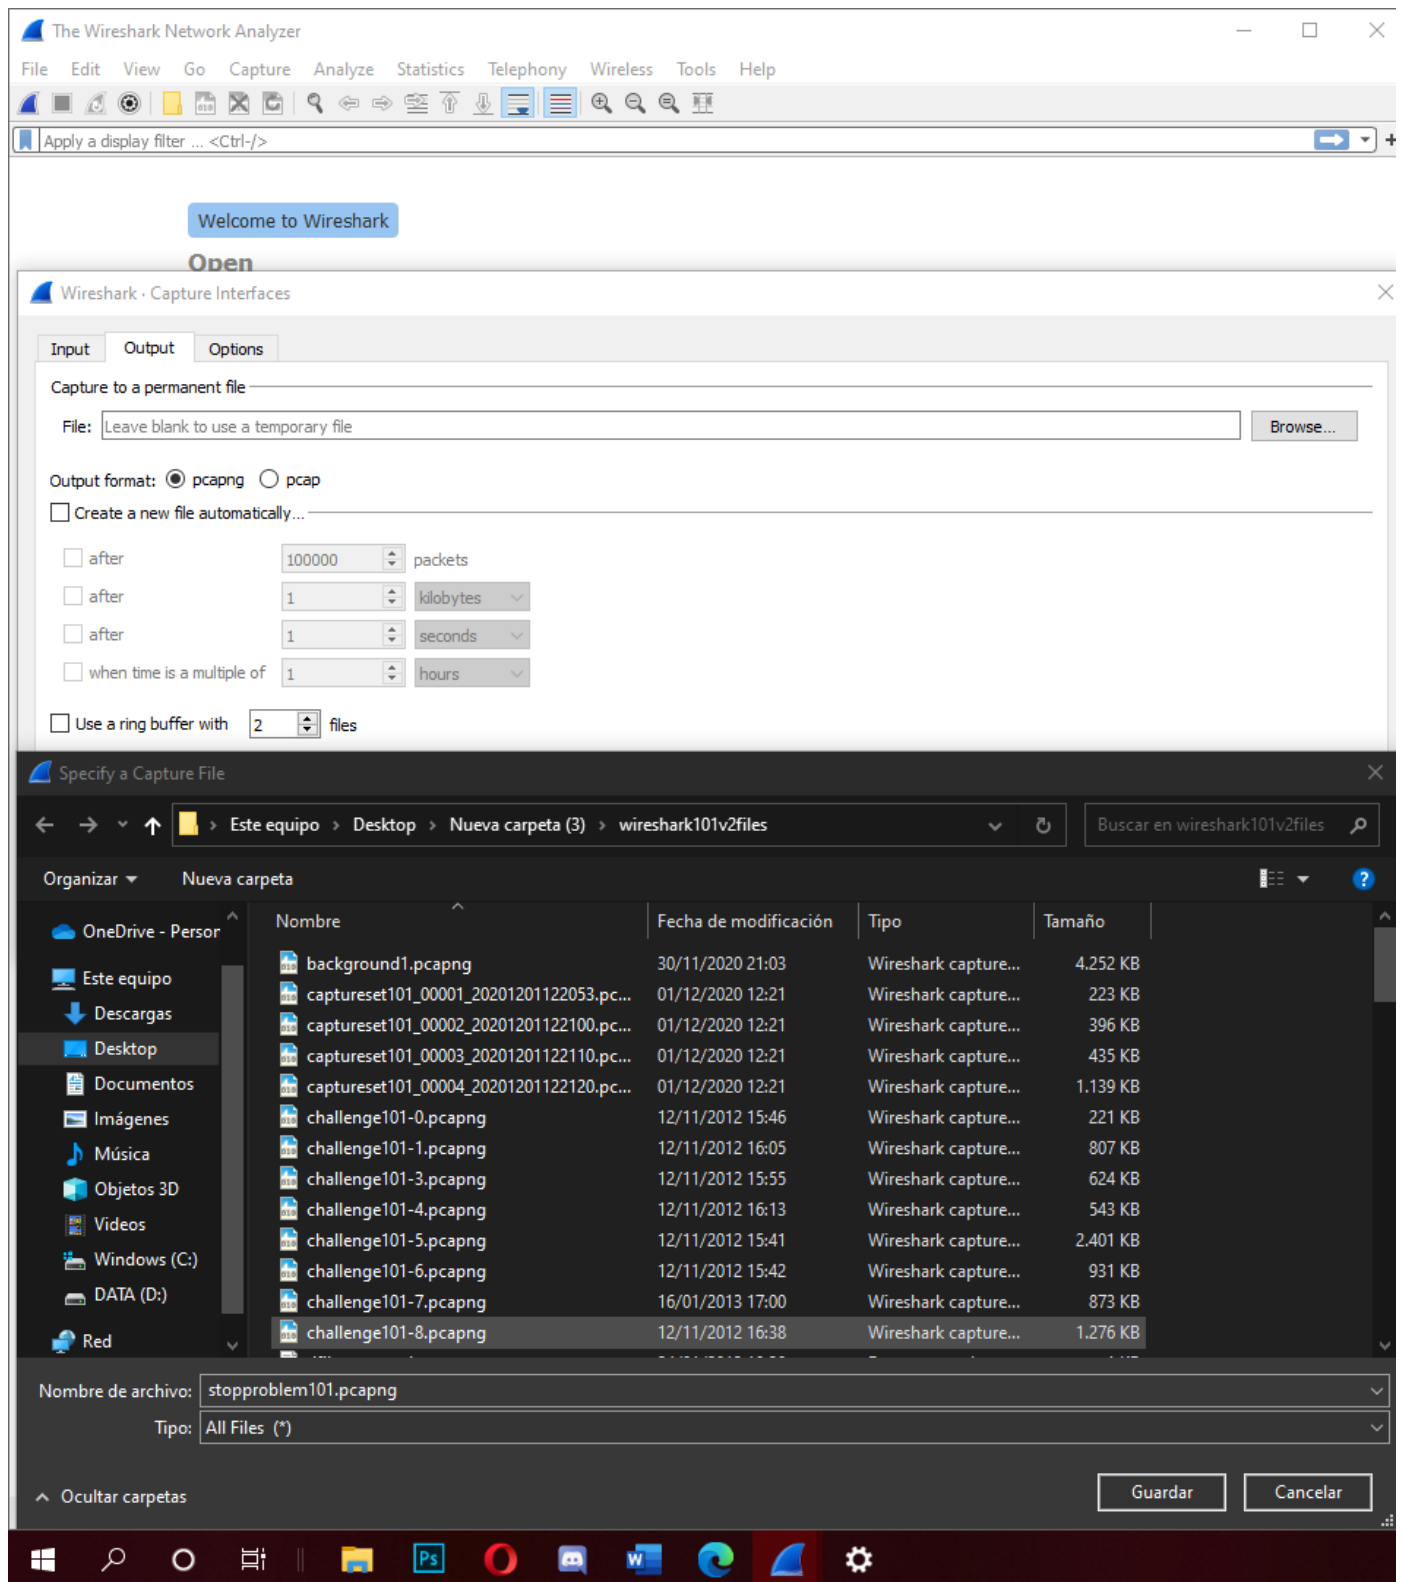 The Wireshark Network Analyzer
File Edit View Go Capture Analyze Statistics Telephony Wireless Tools Help
Apply a display filter ... <Ctrl-/>
Welcome to Wireshark
Open
Wireshark · Capture Interfaces
Input Output Options
Capture to a permanent file
File: Leave blank to use a temporary file Browse...
Output format: pcapng pcap
Create a new file automatically...
after 100000 packets
after 1 kilobytes
after 1 seconds
when time is a multiple of 1 hours
Use a ring buffer with 2 files
Specify a Capture File
Este equipo > Desktop > Nueva carpeta (3) > wireshark101v2files Buscar en wireshark101v2files
Organizar Nueva carpeta
Nombre Fecha de modificación Tipo Tamaño
OneDrive - Persor
Este equipo
Descargas
Desktop
Documentos
Imágenes
Música
Objetos 3D
Videos
Windows (C:)
DATA (D:)
Red
background1.pcapng 30/11/2020 21:03 Wireshark capture... 4.252 KB
captureset101_00001_20201201122053.pc... 01/12/2020 12:21 Wireshark capture... 223 KB
captureset101_00002_20201201122100.pc... 01/12/2020 12:21 Wireshark capture... 396 KB
captureset101_00003_20201201122110.pc... 01/12/2020 12:21 Wireshark capture... 435 KB
captureset101_00004_20201201122120.pc... 01/12/2020 12:21 Wireshark capture... 1.139 KB
challenge101-0.pcapng 12/11/2012 15:46 Wireshark capture... 221 KB
challenge101-1.pcapng 12/11/2012 16:05 Wireshark capture... 807 KB
challenge101-3.pcapng 12/11/2012 15:55 Wireshark capture... 624 KB
challenge101-4.pcapng 12/11/2012 16:13 Wireshark capture... 543 KB
challenge101-5.pcapng 12/11/2012 15:41 Wireshark capture... 2.401 KB
challenge101-6.pcapng 12/11/2012 15:42 Wireshark capture... 931 KB
challenge101-7.pcapng 16/01/2013 17:00 Wireshark capture... 873 KB
challenge101-8.pcapng 12/11/2012 16:38 Wireshark capture... 1.276 KB
Nombre de archivo: stopproblem101.pcapng
Tipo: All Files (*)
Ocultar carpetas Guardar Cancelar
Ps W